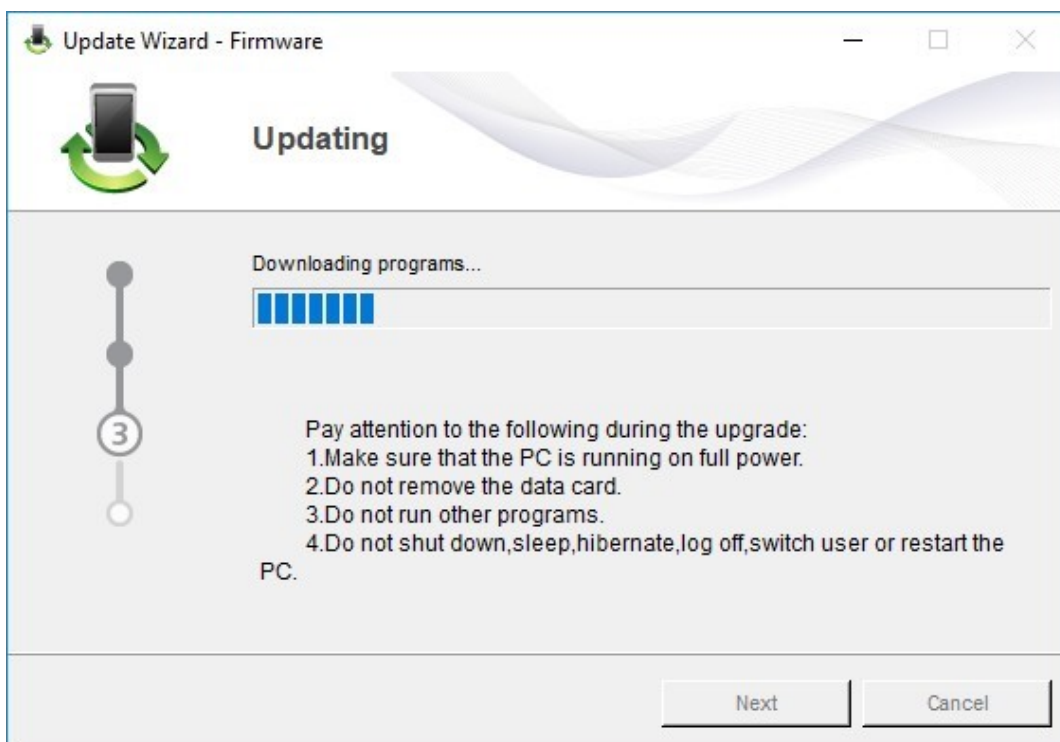 Update Wizard - Firmware
Updating
Downloading programs...
3
Pay attention to the following during the upgrade:
1.Make sure that the PC is running on full power.
2.Do not remove the data card.
3.Do not run other programs.
4.Do not shut down,sleep,hibernate,log off,switch user or restart the
PC.
Next
Cancel